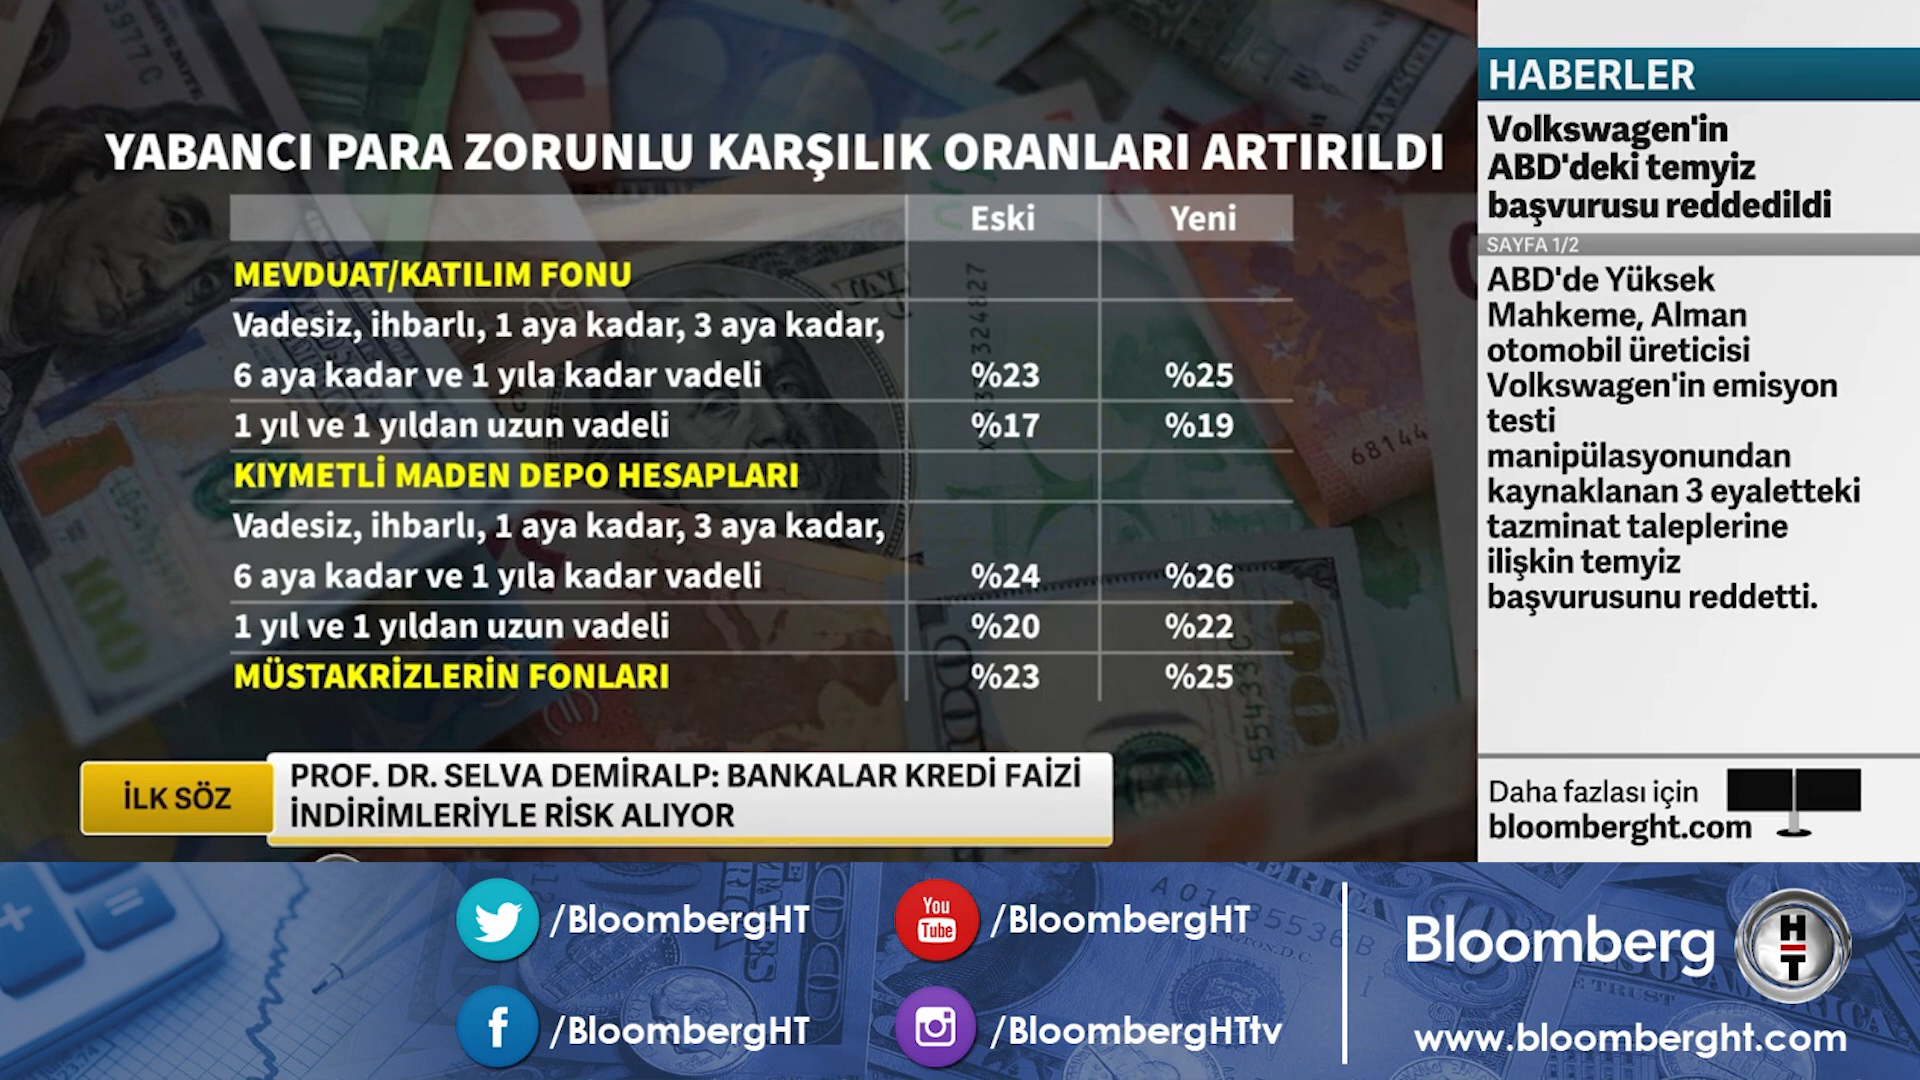 YABANCI PARA ZORUNLU KARŞILIK ORANLARI ARTIRILDI
Eski Yeni
MEVDUAT/KATILIM FONU
Vadesiz, ihbarlı, 1 aya kadar, 3 aya kadar,
6 aya kadar ve 1 yıla kadar vadeli %23 %25
1 yıl ve 1 yıldan uzun vadeli %17 %19
KIYMETLİ MADEN DEPO HESAPLARI
Vadesiz, ihbarlı, 1 aya kadar, 3 aya kadar,
6 aya kadar ve 1 yıla kadar vadeli %24 %26
1 yıl ve 1 yıldan uzun vadeli %20 %22
MÜSTAKRİZLERİN FONLARI %23 %25
İLK SÖZ
PROF. DR. SELVA DEMİRALP: BANKALAR KREDİ FAİZİ
İNDİRİMLERİYLE RİSK ALIYOR
HABERLER
Volkswagen'in
ABD'deki temyiz
başvurusu reddedildi
SAYFA 1/2
ABD'de Yüksek
Mahkeme, Alman
otomobil üreticisi
Volkswagen'in emisyon
testi
manipülasyonundan
kaynaklanan 3 eyaletteki
tazminat taleplerine
ilişkin temyiz
başvurusunu reddetti.
Daha fazlası için
bloomberght.com
/BloombergHT
You
Tube
/BloombergHT
f
/BloombergHT
/BloombergHTtv
Bloomberg
H
T
www.bloomberght.com